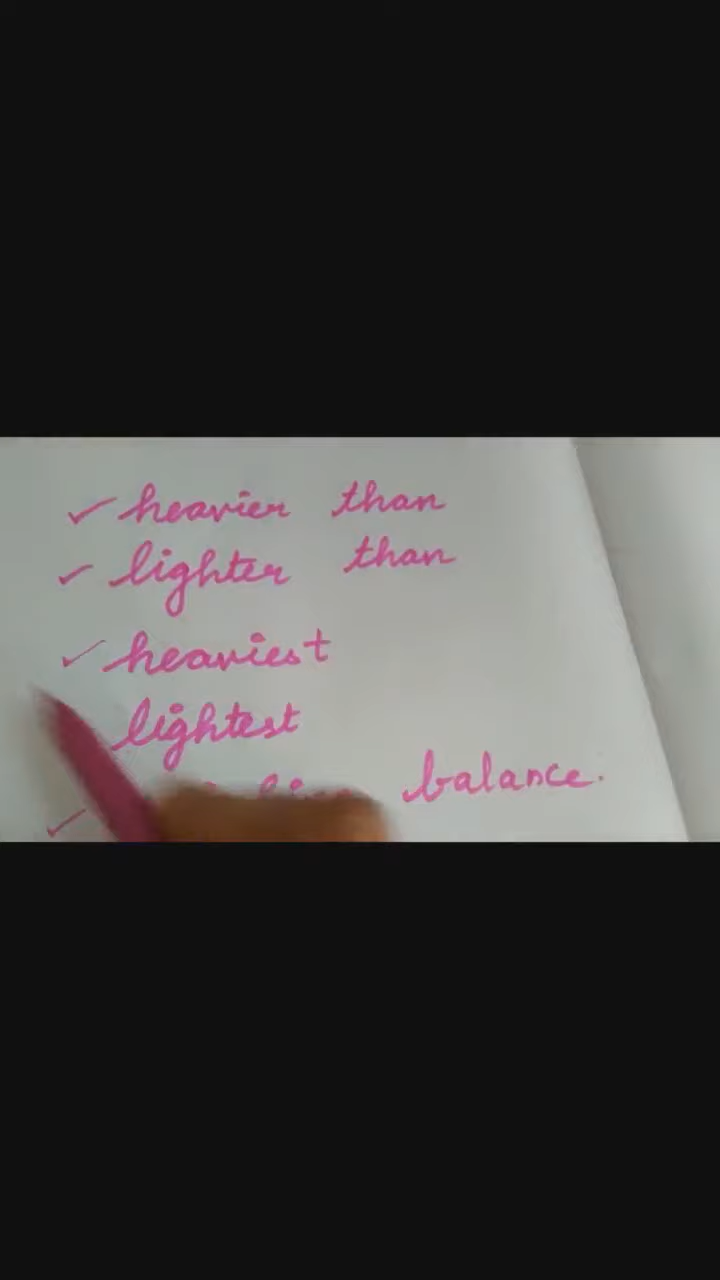 heavier than
lighter than
heaviest
lightest
balance.